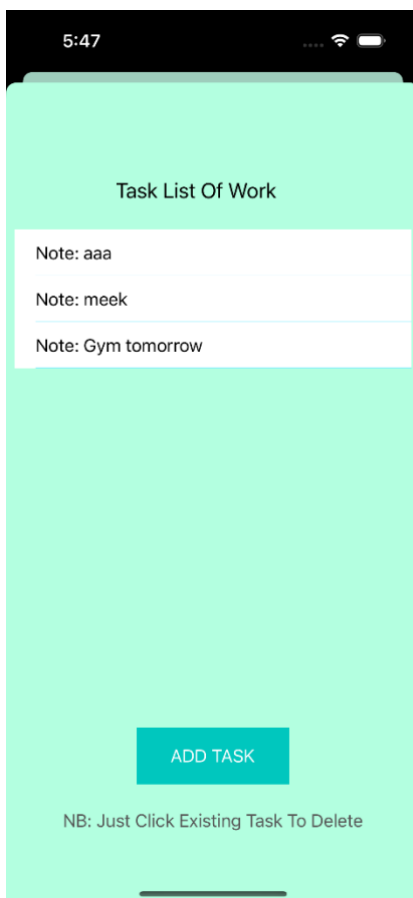 5:47
Task List Of Work
Note: aaa
Note: meek
Note: Gym tomorrow
ADD TASK
NB: Just Click Existing Task To Delete